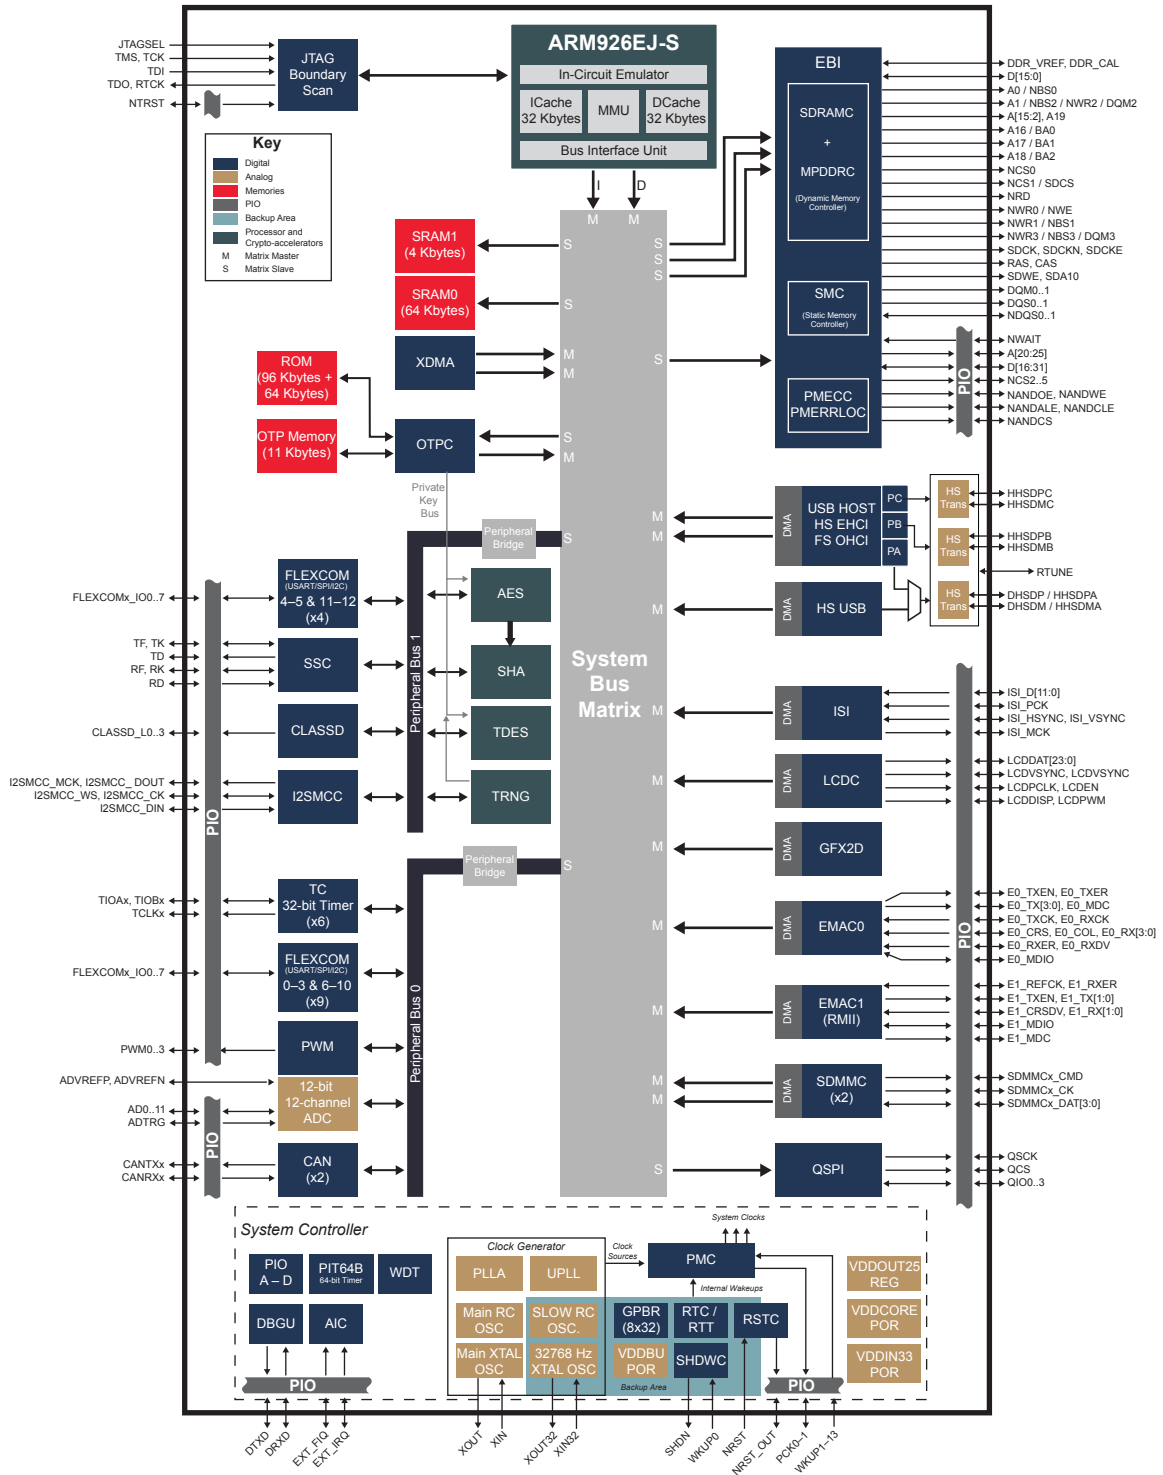 JTAGSEL
TMS, TCK
TDI
TDO, RTCK
NTRST
JTAG
Boundary
Scan
ARM926EJ-S
In-Circuit Emulator
ICache
32 Kbytes
MMU
DCache
32 Kbytes
Bus Interface Unit
I
D
M
M
Key
Digital
Analog
Memories
PIO
Backup Area
Processor and
Crypto-accelerators
M Matrix Master
S Matrix Slave
EBI
SDRAMC
+
MPDDRC
(Dynamic Memory
Controller)
SMC
(Static Memory
Controller)
PMECC
PMERRLOC
DDR_VREF, DDR_CAL
D[15:0]
A0 / NBS0
A1 / NBS2 / NWR2 / DQM2
A[15:2], A19
A16 / BA0
A17 / BA1
A18 / BA2
NCS0
NCS1 / SDCS
NRD
NWR0 / NWE
NWR1 / NBS1
NWR3 / NBS3 / DQM3
SDCK, SDCKN, SDCKE
RAS, CAS
SDWE, SDA10
DQM0..1
DQS0..1
NDQS0..1
NWAIT
A[20:25]
D[16:31]
NCS2..5
NANDOE, NANDWE
NANDALE, NANDCLE
NANDCS
PIO
SRAM1
(4 Kbytes)
SRAM0
(64 Kbytes)
XDMA
ROM
(96 Kbytes +
64 Kbytes)
OTP Memory
(11 Kbytes)
OTPC
Private
Key
Bus
S
S
M
M
S
M
S
S
S
S
System
Bus
Matrix
Peripheral
Bridge
S
Peripheral Bus 1
FLEXCOM
(USART/SPI/I2C)
4–5 & 11–12
(x4)
SSC
CLASSD
I2SMCC
AES
SHA
TDES
TRNG
FLEXCOMx_IO0..7
TF, TK
TD
RF, RK
RD
CLASSD_L0..3
I2SMCC_MCK, I2SMCC_ DOUT
I2SMCC_WS, I2SMCC_CK
I2SMCC_DIN
PIO
M
M
DMA
USB HOST
HS EHCI
FS OHCI
PC
PB
PA
HS
Trans
HS
Trans
HS
Trans
HHSDPC
HHSDMC
HHSDPB
HHSDMB
RTUNE
DHSDP / HHSDPA
DHSDM / HHSDMA
M
DMA
HS USB
M
DMA
ISI
ISI_D[11:0]
ISI_PCK
ISI_HSYNC, ISI_VSYNC
ISI_MCK
M
DMA
LCDC
LCDDAT[23:0]
LCDVSYNC, LCDVSYNC
LCDPCLK, LCDEN
LCDDISP, LCDPWM
M
DMA
GFX2D
Peripheral
Bridge
S
Peripheral Bus 0
TIOAx, TIOBx
TCLKx
TC
32-bit Timer
(x6)
FLEXCOMx_IO0..7
FLEXCOM
(USART/SPI/I2C)
0–3 & 6–10
(x9)
PWM0..3
PWM
ADVREFP, ADVREFN
AD0..11
ADTRG
12-bit
12-channel
ADC
PIO
CANTXx
CANRXx
CAN
(x2)
M
DMA
EMAC0
E0_TXEN, E0_TXER
E0_TX[3:0], E0_MDC
E0_TXCK, E0_RXCK
E0_CRS, E0_COL, E0_RX[3:0]
E0_RXER, E0_RXDV
E0_MDIO
PIO
M
DMA
EMAC1
(RMII)
E1_REFCK, E1_RXER
E1_TXEN, E1_TX[1:0]
E1_CRSDV, E1_RX[1:0]
E1_MDIO
E1_MDC
M
M
DMA
SDMMC
(x2)
SDMMCx_CMD
SDMMCx_CK
SDMMCx_DAT[3:0]
S
QSPI
QSCK
QCS
QIO0..3
System Controller
PIO
A – D
PIT64B
64-bit Timer
WDT
DBGU
AIC
PIO
DTXD
DRXD
EXT_FIQ
EXT_IRQ
Clock Generator
PLLA
UPLL
Main RC
OSC
SLOW RC
OSC.
Main XTAL
OSC
32768 Hz
XTAL OSC
XOUT
XIN
XOUT32
XIN32
Clock
Sources
System Clocks
PMC
Internal Wakeups
GPBR
(8x32)
RTC /
RTT
RSTC
VDDBU
POR
SHDWC
Backup Area
PIO
SHDN
WKUP0
NRST
NRST_OUT
PCK0–1
WKUP1–13
VDDOUT25
REG
VDDCORE
POR
VDDIN33
POR